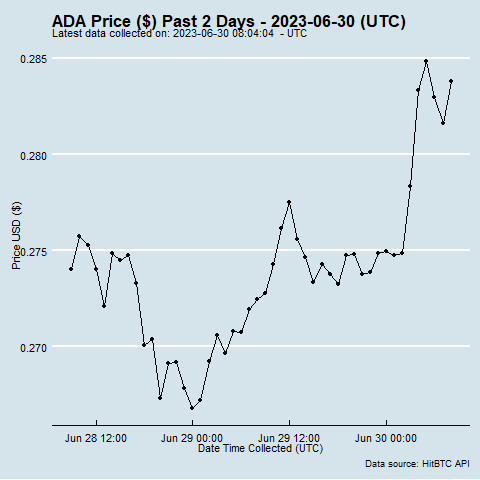 ADA Price ($) Past 2 Days - 2023-06-30 (UTC)
Latest data collected on: 2023-06-30 08:04:04  - UTC
0.285
0.280
0.275
0.270
Price USD ($)
Jun 28 12:00
Jun 29 00:00
Jun 29 12:00
Jun 30 00:00
Date Time Collected (UTC)
Data source: HitBTC API